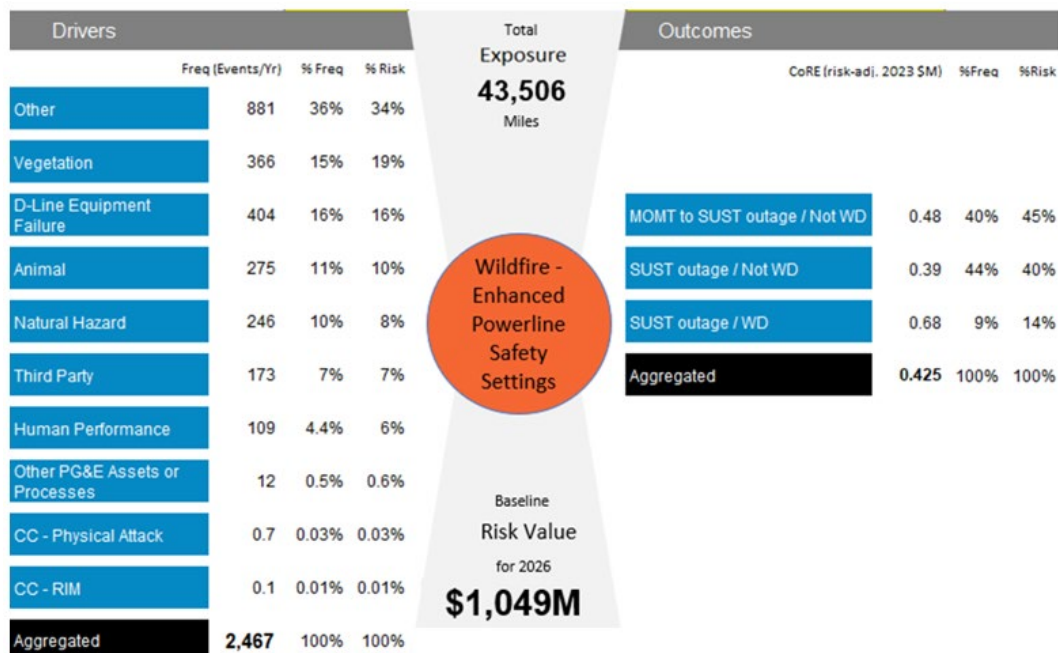 Drivers
Freq (Events/Yr) % Freq % Risk
Other 881 36% 34%
Vegetation 366 15% 19%
D-Line Equipment
Failure 404 16% 16%
Animal 275 11% 10%
Natural Hazard 246 10% 8%
Third Party 173 7% 7%
Human Performance 109 4.4% 6%
Other PG&E Assets or
Processes 12 0.5% 0.6%
CC - Physical Attack 0.7 0.03% 0.03%
CC - RIM 0.1 0.01% 0.01%
Aggregated 2,467 100% 100%
Total
Exposure
43,506
Miles
Wildfire -
Enhanced
Powerline
Safety
Settings
Baseline
Risk Value
for 2026
$1,049M
Outcomes
CoRE (risk-adj. 2023 $M) %Freq %Risk
MOMT to SUST outage / Not WD 0.48 40% 45%
SUST outage / Not WD 0.39 44% 40%
SUST outage / WD 0.68 9% 14%
Aggregated 0.425 100% 100%